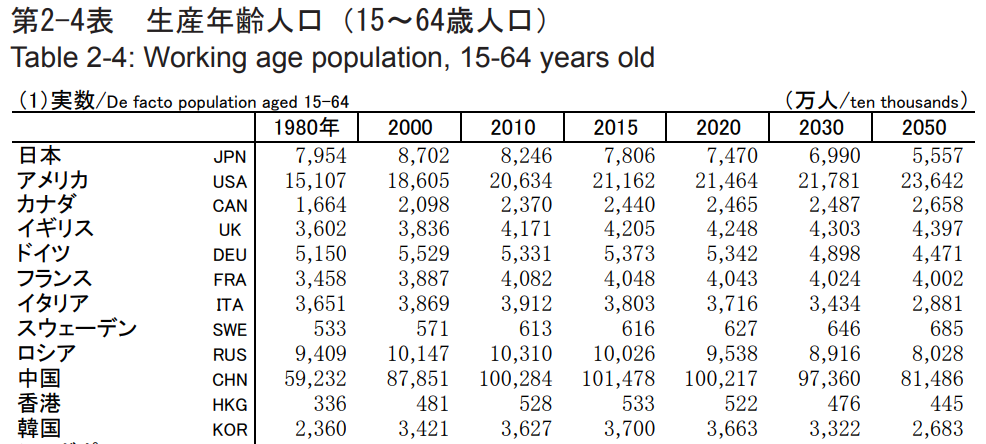 第2-4表　生産年齢人口（15～64歳人口）
Table 2-4: Working age population, 15-64 years old
（1）実数/De facto population aged 15-64 （万人/ten thousands）
1980年 2000 2010 2015 2020 2030 2050
日本 JPN 7,954 8,702 8,246 7,806 7,470 6,990 5,557
アメリカ USA 15,107 18,605 20,634 21,162 21,464 21,781 23,642
カナダ CAN 1,664 2,098 2,370 2,440 2,465 2,487 2,658
イギリス UK 3,602 3,836 4,171 4,205 4,248 4,303 4,397
ドイツ DEU 5,150 5,529 5,331 5,373 5,342 4,898 4,471
フランス FRA 3,458 3,887 4,082 4,048 4,043 4,024 4,002
イタリア ITA 3,651 3,869 3,912 3,803 3,716 3,434 2,881
スウェーデン SWE 533 571 613 616 627 646 685
ロシア RUS 9,409 10,147 10,310 10,026 9,538 8,916 8,028
中国 CHN 59,232 87,851 100,284 101,478 100,217 97,360 81,486
香港 HKG 336 481 528 533 522 476 445
韓国 KOR 2,360 3,421 3,627 3,700 3,663 3,322 2,683